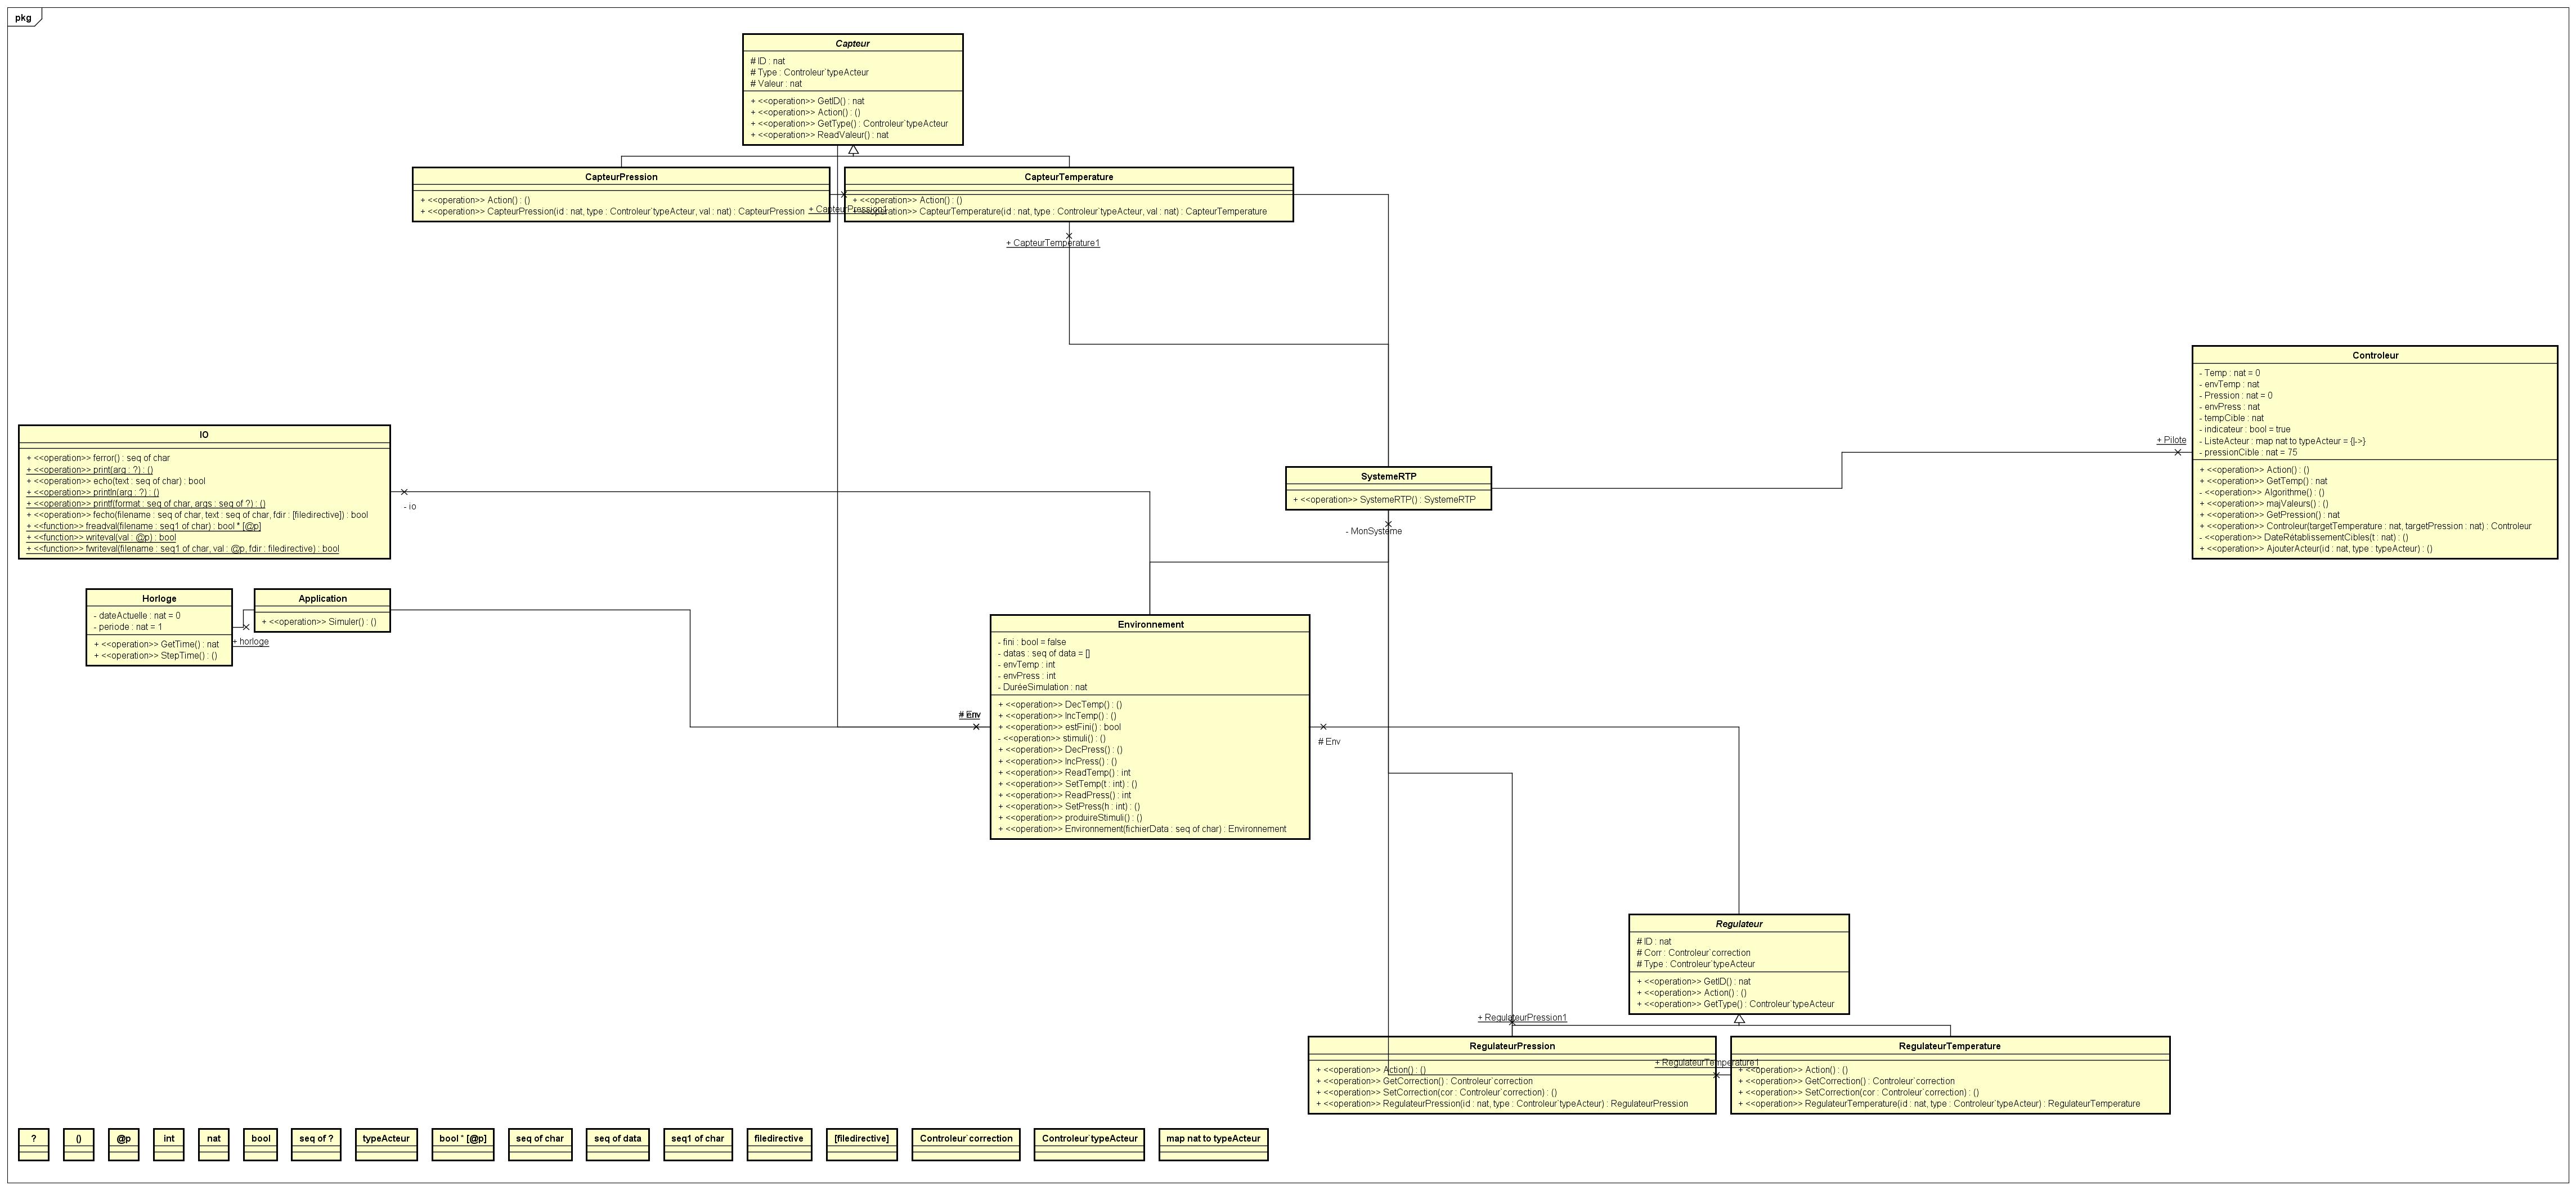 pkg
Capteur
# ID : nat
# Type : Controleur`typeActeur
# Valeur : nat
+ <<operation>> GetID() : nat
+ <<operation>> Action() : ()
+ <<operation>> GetType() : Controleur`typeActeur
+ <<operation>> ReadValeur() : nat
CapteurPression
+ <<operation>> Action() : ()
+ <<operation>> CapteurPression(id : nat, type : Controleur`typeActeur, val : nat) : CapteurPression
+ CapteurPression1
CapteurTemperature
+ <<operation>> Action() : ()
+ <<operation>> CapteurTemperature(id : nat, type : Controleur`typeActeur, val : nat) : CapteurTemperature
+ CapteurTemperature1
Controleur
- Temp : nat = 0
- envTemp : nat
- Pression : nat = 0
- envPress : nat
- tempCible : nat
- indicateur : bool = true
- ListeActeur : map nat to typeActeur = {|->}
- pressionCible : nat = 75
+ <<operation>> Action() : ()
+ <<operation>> GetTemp() : nat
- <<operation>> Algorithme() : ()
+ <<operation>> majValeurs() : ()
+ <<operation>> GetPression() : nat
+ <<operation>> Controleur(targetTemperature : nat, targetPression : nat) : Controleur
- <<operation>> DateRétablissementCibles(t : nat) : ()
+ <<operation>> AjouterActeur(id : nat, type : typeActeur) : ()
+ Pilote
IO
+ <<operation>> ferror() : seq of char
+ <<operation>> print(arg : ?) : ()
+ <<operation>> echo(text : seq of char) : bool
+ <<operation>> println(arg : ?) : ()
+ <<operation>> printf(format : seq of char, args : seq of ?) : ()
+ <<operation>> fecho(filename : seq of char, text : seq of char, fdir : [filedirective]) : bool
+ <<function>> freadval(filename : seq1 of char) : bool * [@p]
+ <<function>> writeval(val : @p) : bool
+ <<function>> fwriteval(filename : seq1 of char, val : @p, fdir : filedirective) : bool
- io
SystemeRTP
+ <<operation>> SystemeRTP() : SystemeRTP
- MonSysteme
Horloge
- dateActuelle : nat = 0
- periode : nat = 1
+ <<operation>> GetTime() : nat
+ <<operation>> StepTime() : ()
+ horloge
Application
+ <<operation>> Simuler() : ()
Environnement
- fini : bool = false
- datas : seq of data = []
- envTemp : int
- envPress : int
- DuréeSimulation : nat
+ <<operation>> DecTemp() : ()
+ <<operation>> IncTemp() : ()
+ <<operation>> estFini() : bool
- <<operation>> stimuli() : ()
+ <<operation>> DecPress() : ()
+ <<operation>> IncPress() : ()
+ <<operation>> ReadTemp() : int
+ <<operation>> SetTemp(t : int) : ()
+ <<operation>> ReadPress() : int
+ <<operation>> SetPress(h : int) : ()
+ <<operation>> produireStimuli() : ()
+ <<operation>> Environnement(fichierData : seq of char) : Environnement
# Env
# Env
Regulateur
# ID : nat
# Corr : Controleur`correction
# Type : Controleur`typeActeur
+ <<operation>> GetID() : nat
+ <<operation>> Action() : ()
+ <<operation>> GetType() : Controleur`typeActeur
+ RegulateurPression1
RegulateurPression
+ <<operation>> Action() : ()
+ <<operation>> GetCorrection() : Controleur`correction
+ <<operation>> SetCorrection(cor : Controleur`correction) : ()
+ <<operation>> RegulateurPression(id : nat, type : Controleur`typeActeur) : RegulateurPression
+ RegulateurTemperature1
RegulateurTemperature
+ <<operation>> Action() : ()
+ <<operation>> GetCorrection() : Controleur`correction
+ <<operation>> SetCorrection(cor : Controleur`correction) : ()
+ <<operation>> RegulateurTemperature(id : nat, type : Controleur`typeActeur) : RegulateurTemperature
?
()
@p
int
nat
bool
seq of ?
typeActeur
bool * [@p]
seq of char
seq of data
seq1 of char
filedirective
[filedirective]
Controleur`correction
Controleur`typeActeur
map nat to typeActeur